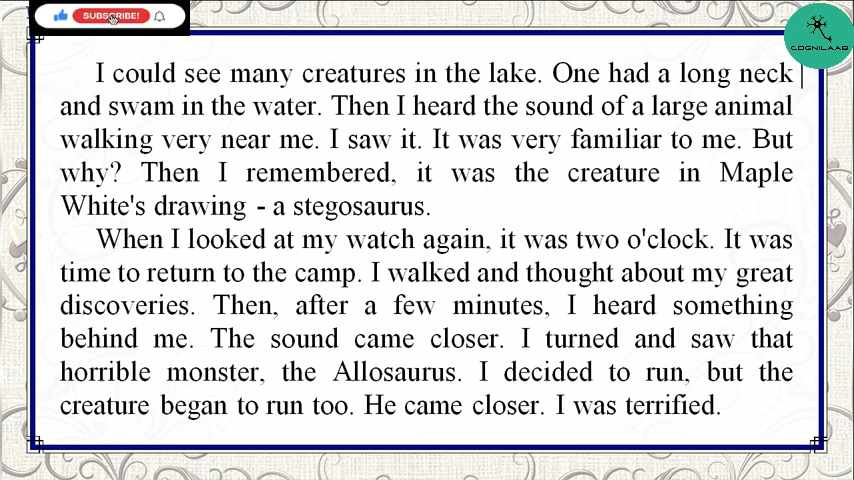 SUBSCRIBE!
COGNILAAB
I could see many creatures in the lake. One had a long neck
and swam in the water. Then I heard the sound of a large animal
walking very near me. I saw it. It was very familiar to me. But
why? Then I remembered, it was the creature in Maple
White's drawing - a stegosaurus.
When I looked at my watch again, it was two o'clock. It was
time to return to the camp. I walked and thought about my great
discoveries. Then, after a few minutes, I heard something
behind me. The sound came closer. I turned and saw that
horrible monster, the Allosaurus. I decided to run, but the
creature began to run too. He came closer. I was terrified.